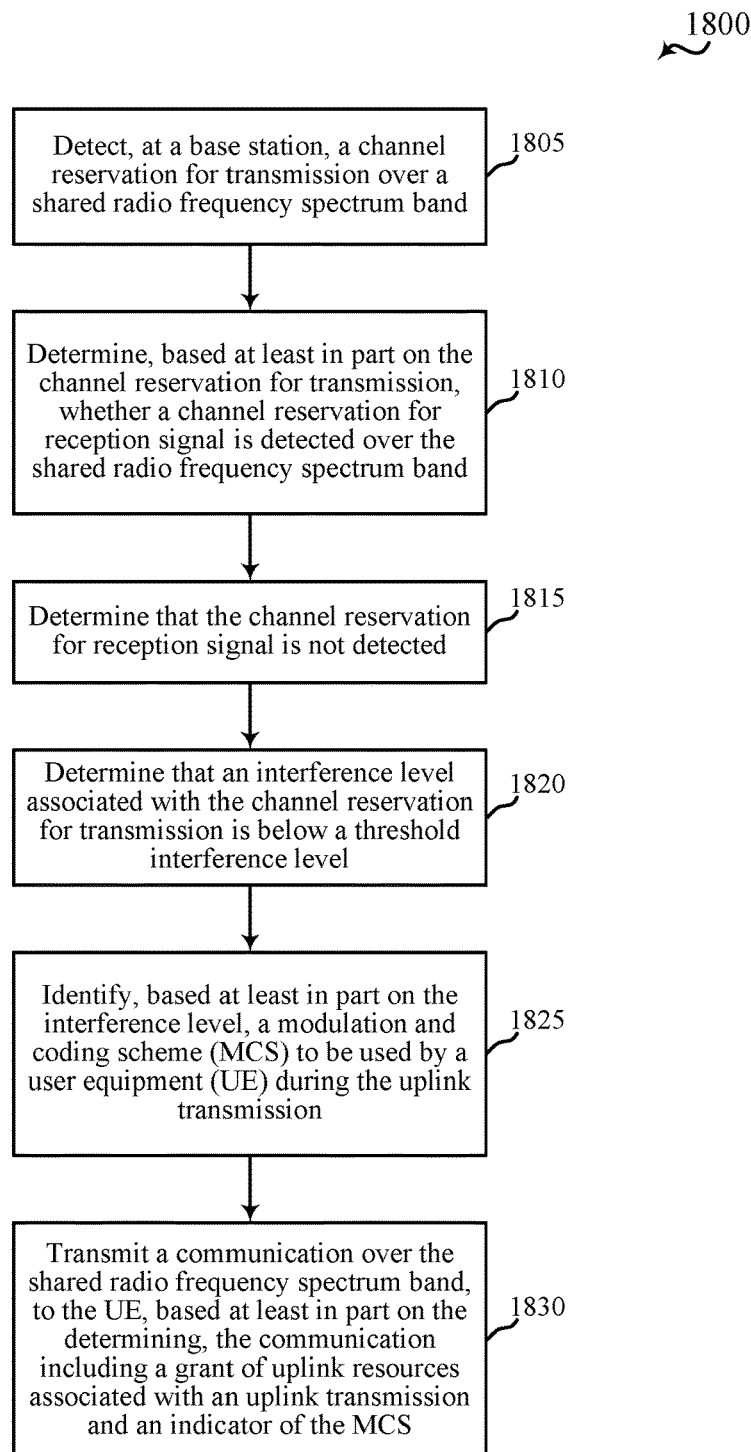 1800
Detect, at a base station, a channel
reservation for transmission over a
shared radio frequency spectrum band
1805
Determine, based at least in part on the
channel reservation for transmission,
whether a channel reservation for
reception signal is detected over the
shared radio frequency spectrum band
1810
Determine that the channel reservation
for reception signal is not detected
1815
Determine that an interference level
associated with the channel reservation
for transmission is below a threshold
interference level
1820
Identify, based at least in part on the
interference level, a modulation and
coding scheme (MCS) to be used by a
user equipment (UE) during the uplink
transmission
1825
Transmit a communication over the
shared radio frequency spectrum band,
to the UE, based at least in part on the
determining, the communication
including a grant of uplink resources
associated with an uplink transmission
and an indicator of the MCS
1830